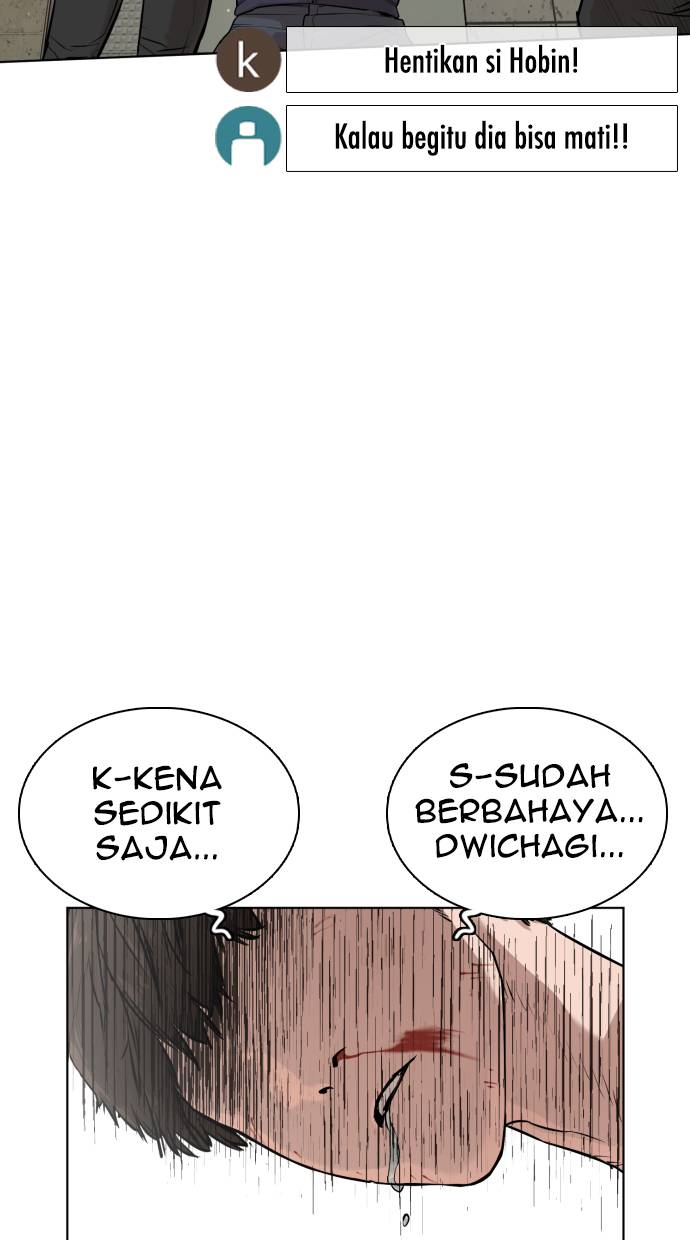 k
Hentikan si Hobin!
Kalau begitu dia bisa mati!!
K-KENA
SEDIKIT
SAJA...
S-SUDAH
BERBAHAYA...
DWICHAGI...